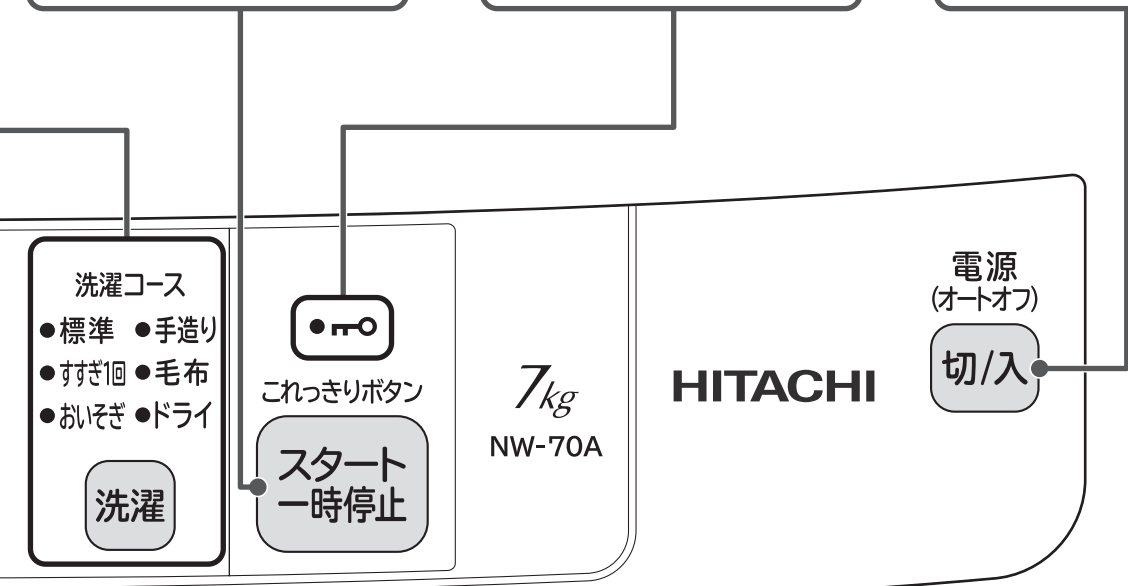 洗濯コース
●標準 ●手造り
●すすぎ1回 ●毛布
●おいそぎ ●ドライ
洗濯
これっきりボタン
スタート
一時停止
7kg
NW-70A
HITACHI
電源
(オートオフ)
切/入